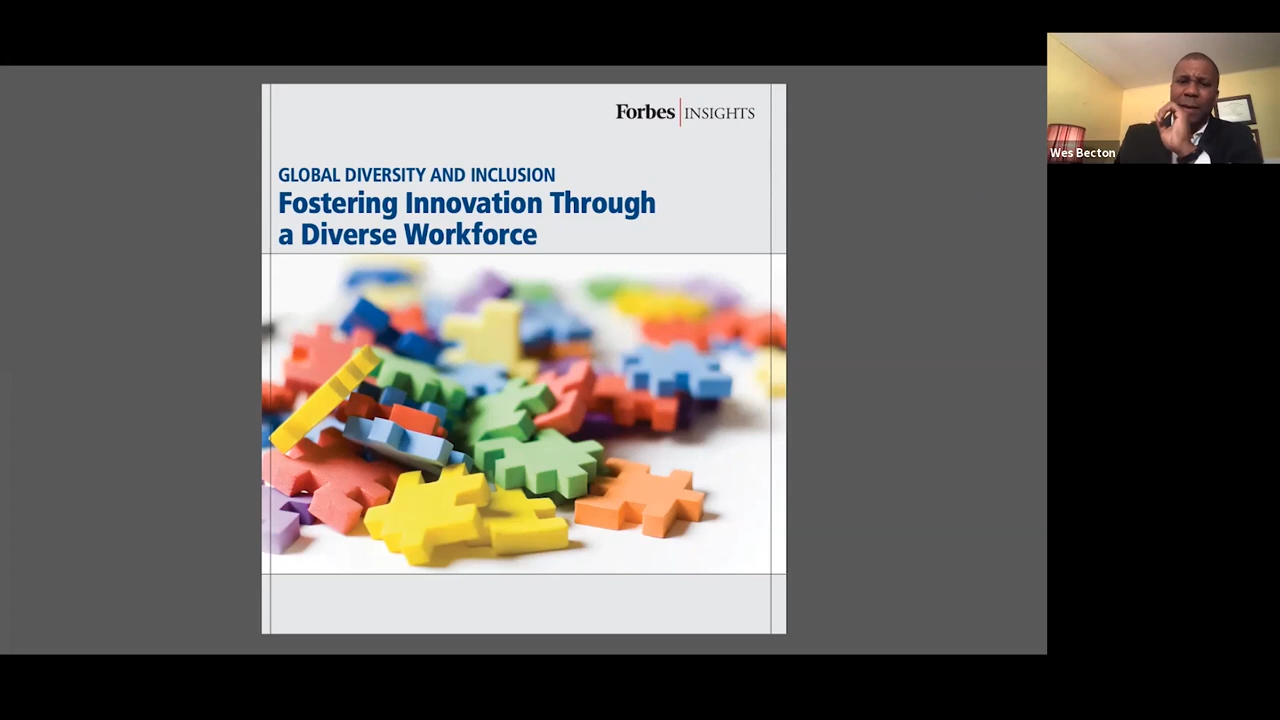 Forbes INSIGHTS
GLOBAL DIVERSITY AND INCLUSION
Fostering Innovation Through
a Diverse Workforce
Wes Becton